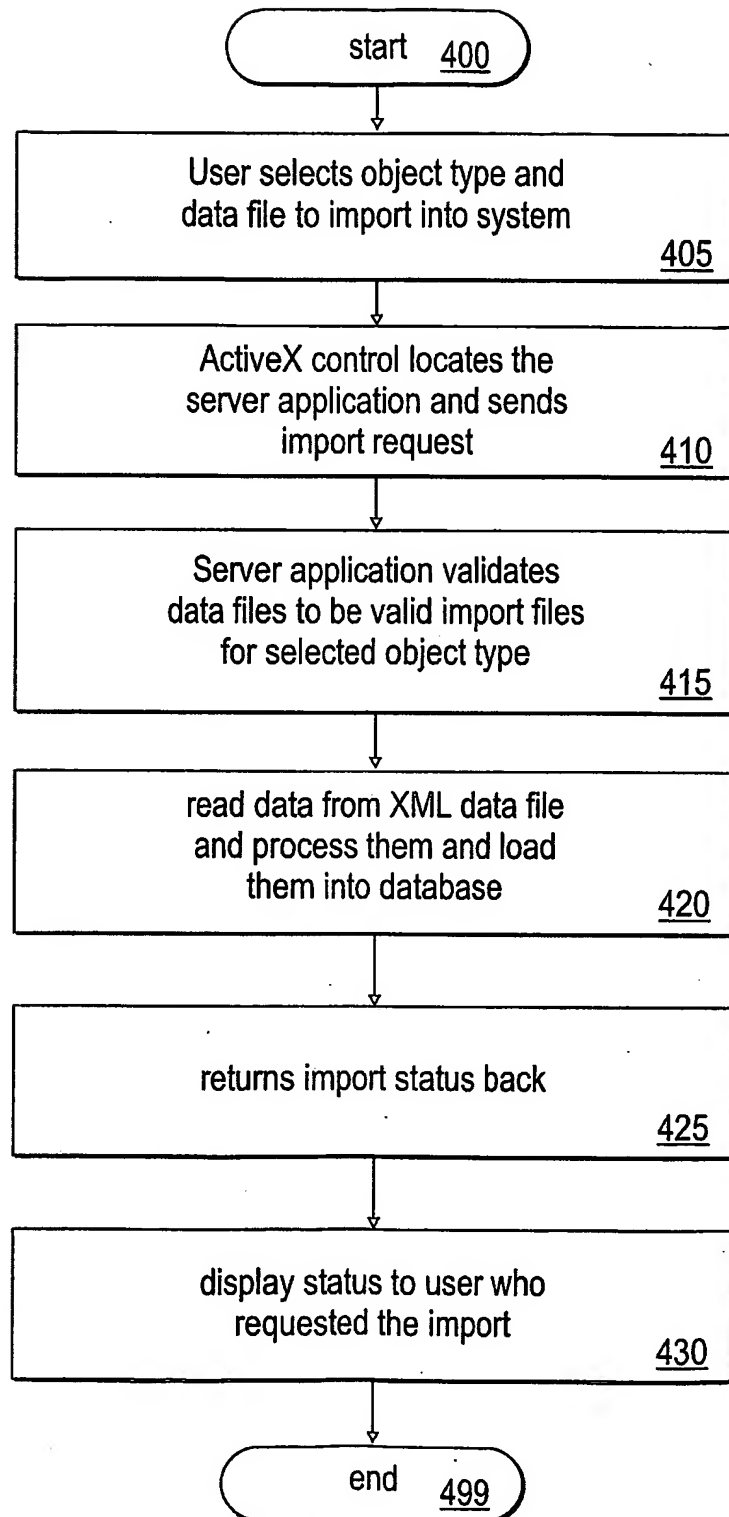 start 400
User selects object type and
data file to import into system
405
ActiveX control locates the
server application and sends
import request
410
Server application validates
data files to be valid import files
for selected object type
415
read data from XML data file
and process them and load
them into database
420
returns import status back
425
display status to user who
requested the import
430
end 499